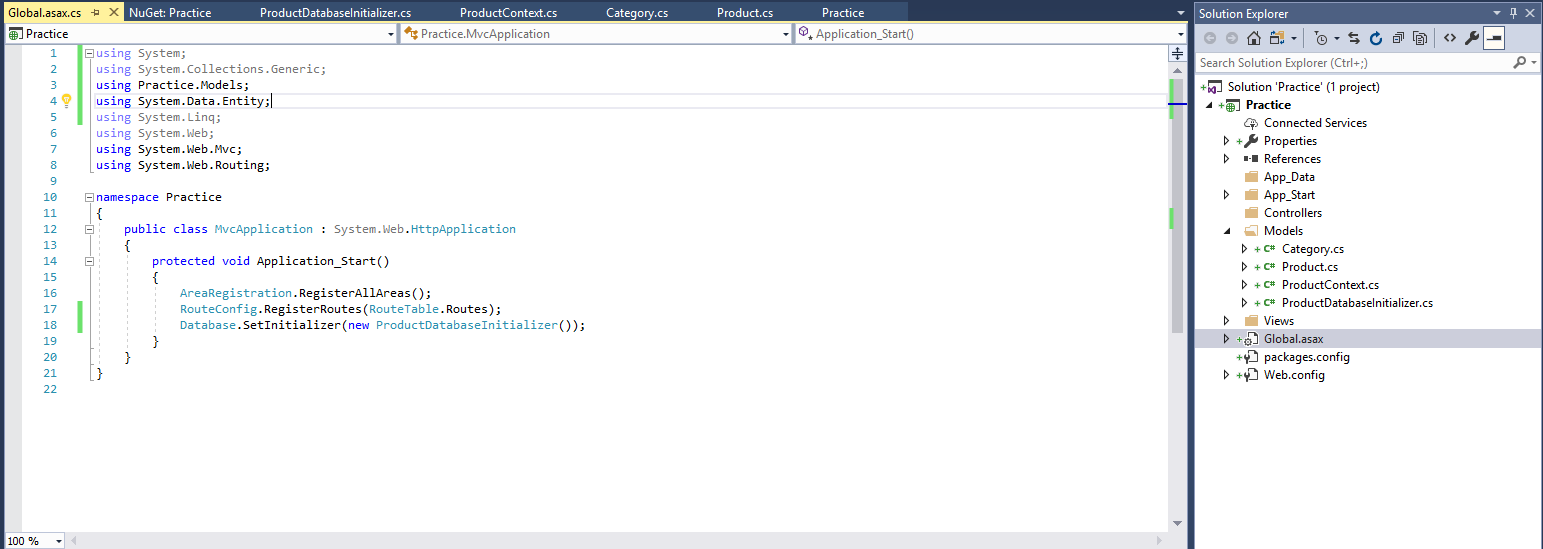 Global.asax.cs NuGet: Practice ProductDatabaseInitializer.cs ProductContext.cs Category.cs Product.cs Practice
Practice Practice.MvcApplication Application_Start()
1 using System;
2 using System.Collections.Generic;
3 using Practice.Models;
4 using System.Data.Entity;
5 using System.Linq;
6 using System.Web;
7 using System.Web.Mvc;
8 using System.Web.Routing;
9
10 namespace Practice
11 {
12 public class MvcApplication : System.Web.HttpApplication
13 {
14 protected void Application_Start()
15 {
16 AreaRegistration.RegisterAllAreas();
17 RouteConfig.RegisterRoutes(RouteTable.Routes);
18 Database.SetInitializer(new ProductDatabaseInitializer());
19 }
20 }
21 }
22
100 %
Solution Explorer
Search Solution Explorer (Ctrl+;)
Solution 'Practice' (1 project)
Practice
Connected Services
Properties
References
App_Data
App_Start
Controllers
Models
C# Category.cs
C# Product.cs
C# ProductContext.cs
C# ProductDatabaseInitializer.cs
Views
Global.asax
packages.config
Web.config